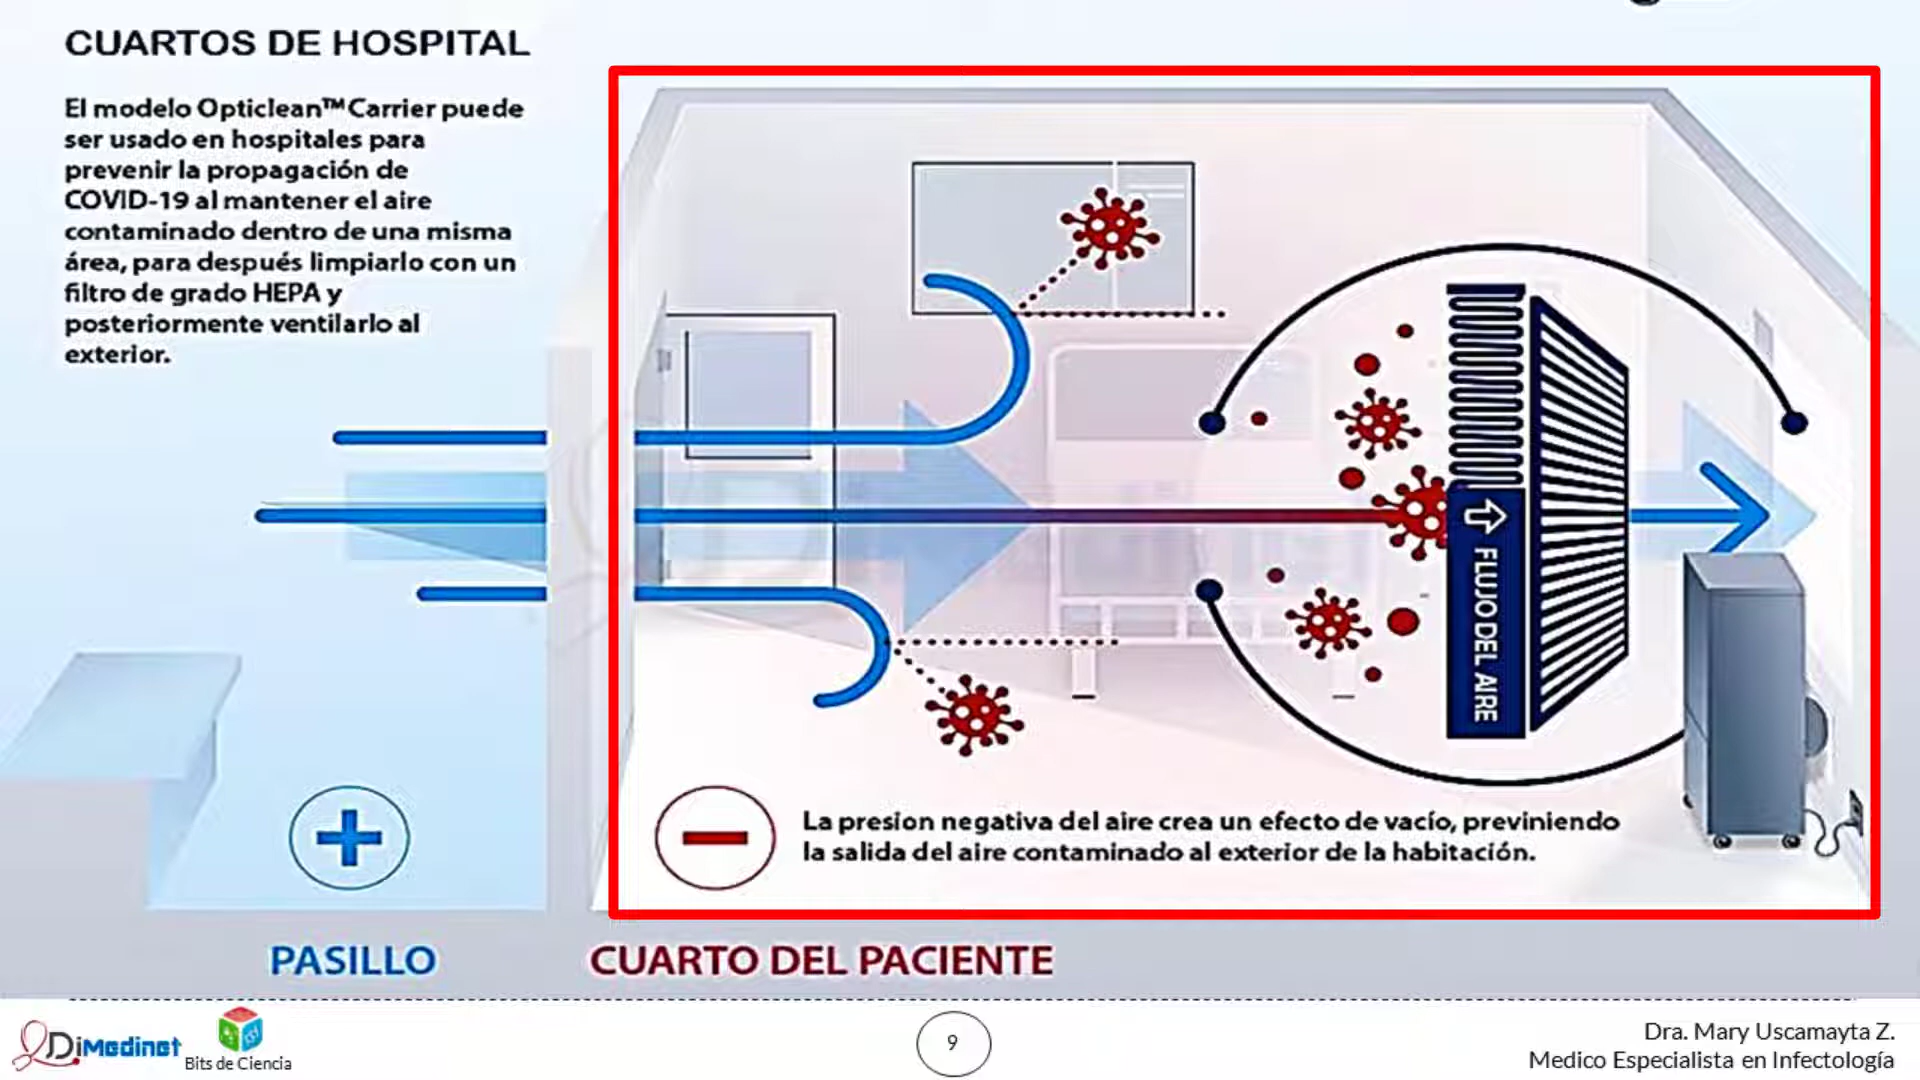 CUARTOS DE HOSPITAL
El modelo Opticlean™ Carrier puede
ser usado en hospitales para
prevenir la propagación de
COVID-19 al mantener el aire
contaminado dentro de una misma
área, para después limpiarlo con un
filtro de grado HEPA y
posteriormente ventilarlo al
exterior.
FLUJO DEL AIRE
La presion negativa del aire crea un efecto de vacío, previniendo
la salida del aire contaminado al exterior de la habitación.
PASILLO
CUARTO DEL PACIENTE
DiMedinet
Bits de Ciencia
9
Dra. Mary Uscamayta Z.
Medico Especialista en Infectología